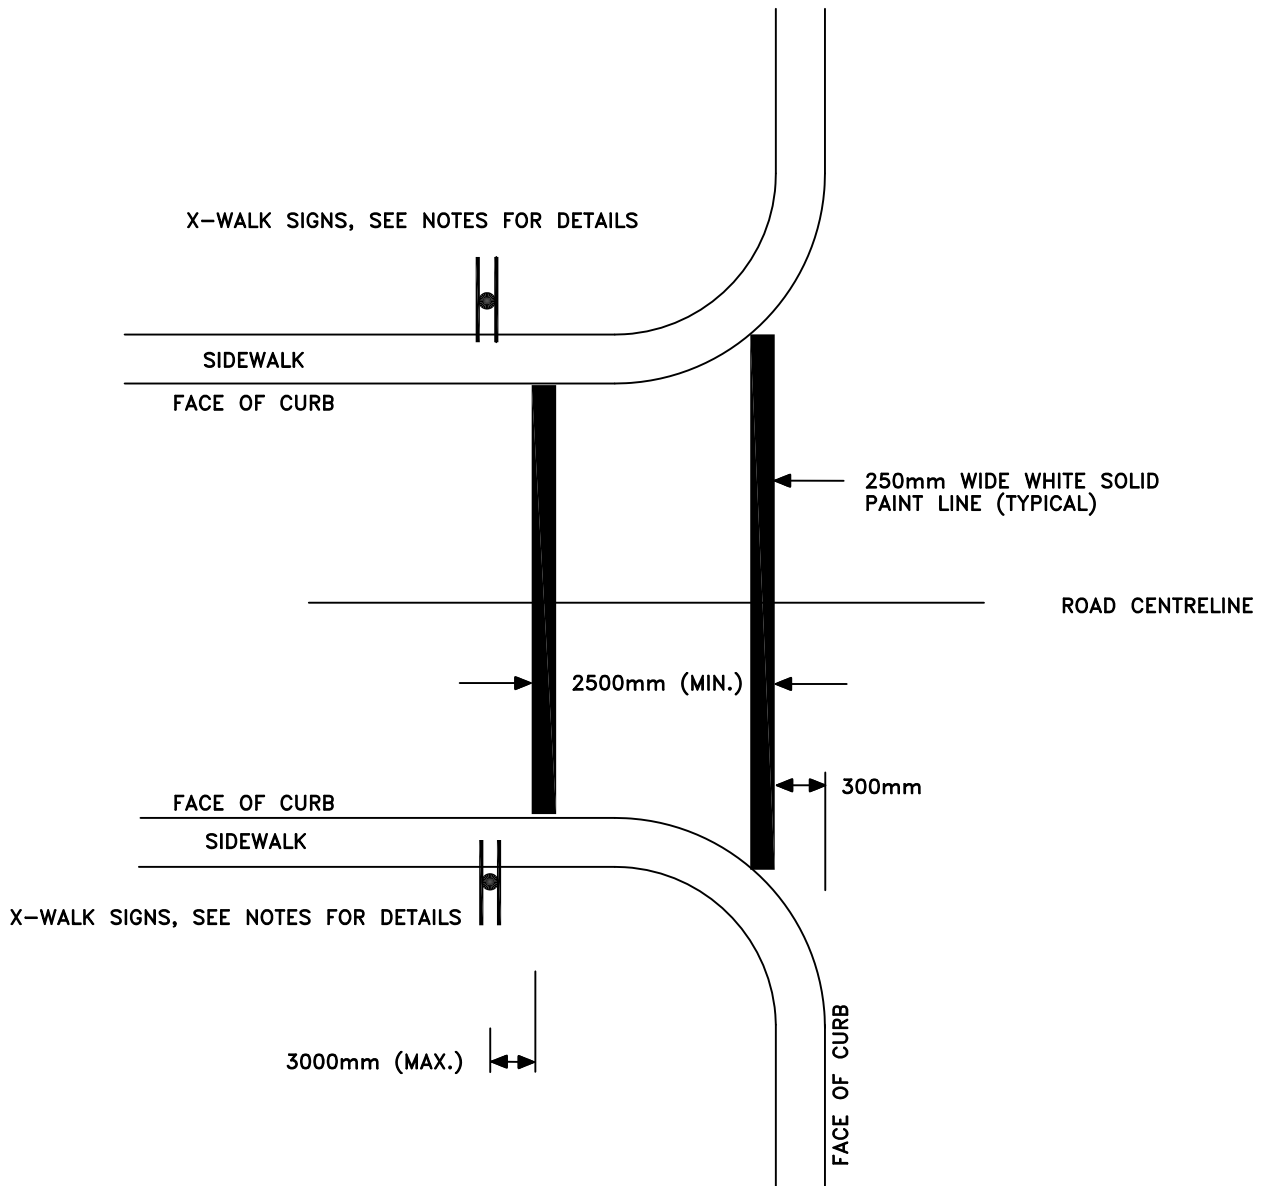 X-WALK SIGNS, SEE NOTES FOR DETAILS
SIDEWALK
FACE OF CURB
250mm WIDE WHITE SOLID
PAINT LINE (TYPICAL)
ROAD CENTRELINE
2500mm (MIN.)
300mm
FACE OF CURB
SIDEWALK
X-WALK SIGNS, SEE NOTES FOR DETAILS
3000mm (MAX.)
FACE OF CURB